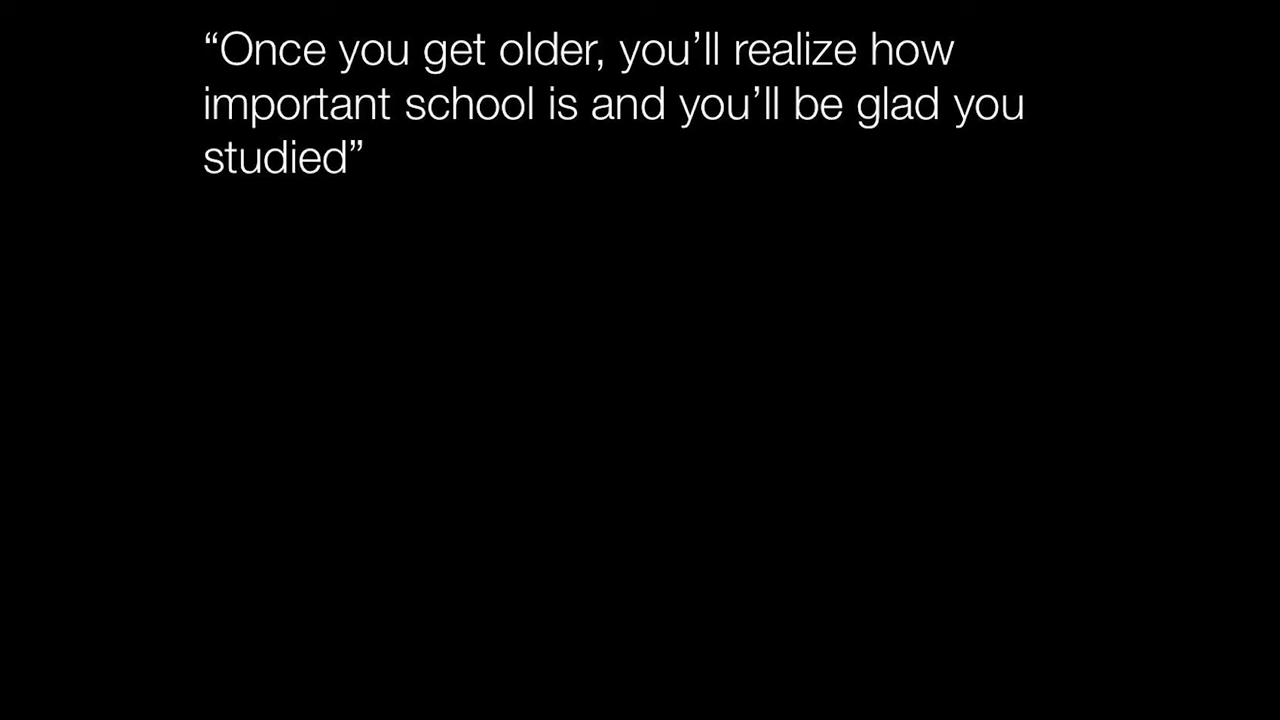 “Once you get older, you’ll realize how
important school is and you’ll be glad you
studied”